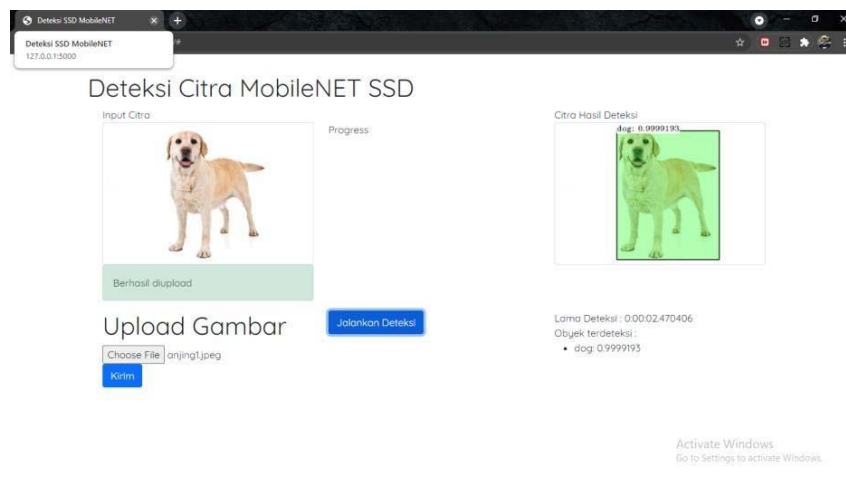 Deteksi SSD MobileNET
Deteksi SSD MobileNET
127.0.0.1:5000
Deteksi Citra MobileNET SSD
Input Citra
Progress
Citra Hasil Deteksi
dog: 0.9999193
Berhasil diupload
Upload Gambar
Jalankan Deteksi
Lama Deteksi : 0:00:02.470406
Obyek terdeteksi :
dog: 0.9999193
Choose File anjing1.jpeg
Kirim
Activate Windows
Go to Settings to activate Windows.